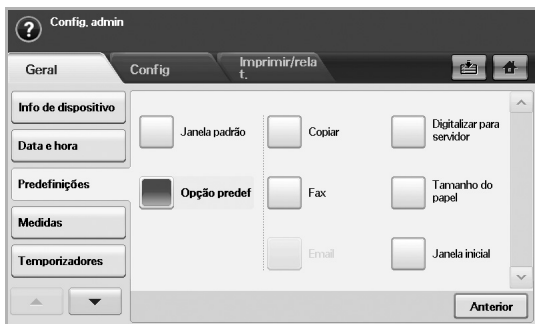 Config. admin
Geral
Config
Imprimir/rela
t.
Info de dispositivo
Data e hora
Predefinições
Medidas
Temporizadores
Janela padrão
Opção predef
Copiar
Fax
Email
Digitalizar para
servidor
Tamanho do
papel
Janela inicial
Anterior